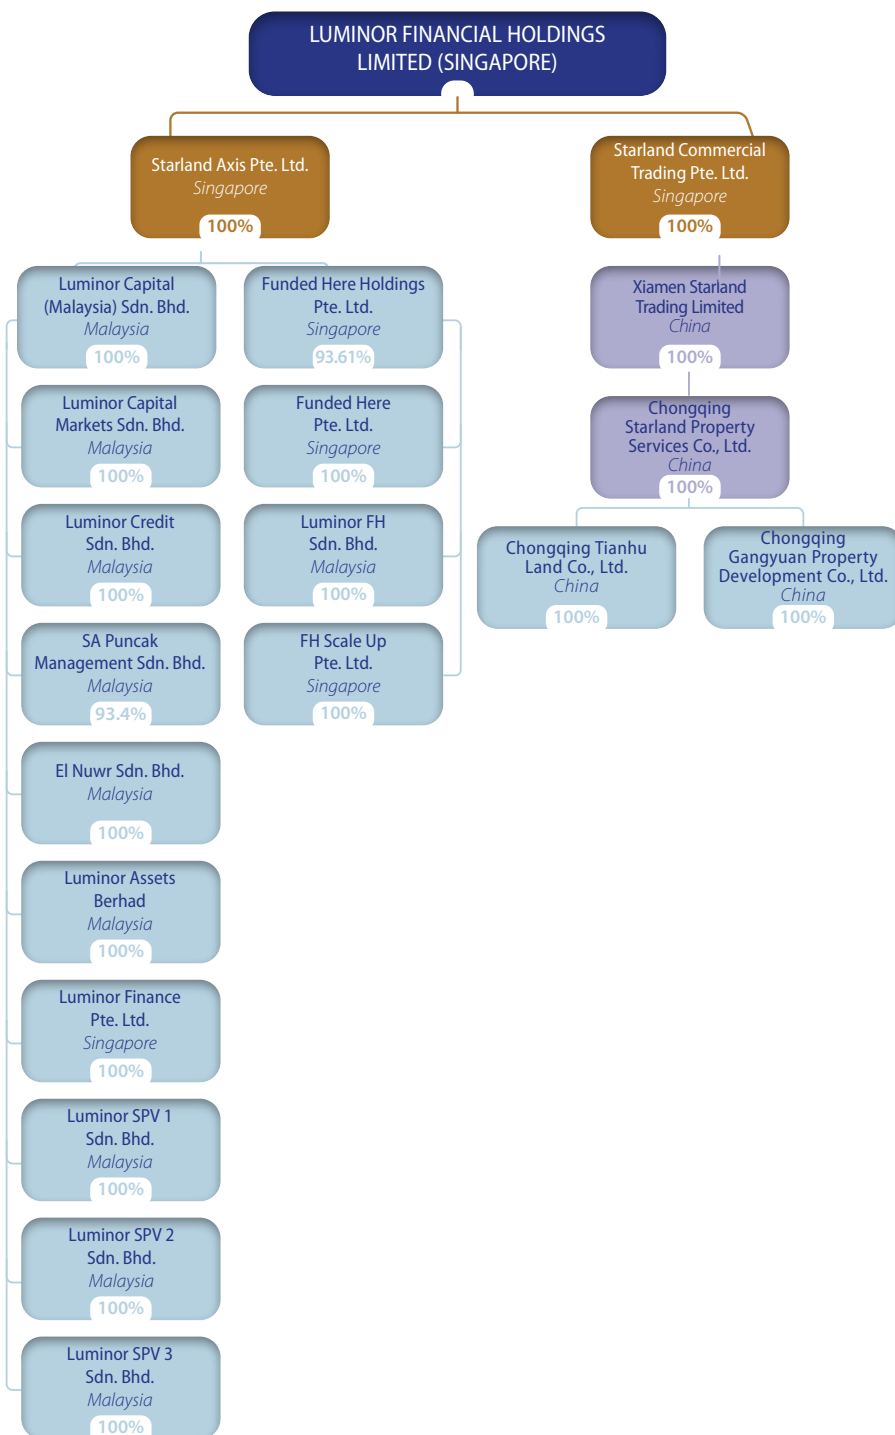 LUMINOR FINANCIAL HOLDINGS
LIMITED (SINGAPORE)
Starland Axis Pte. Ltd.
Singapore
100%
Starland Commercial
Trading Pte. Ltd.
Singapore
100%
Luminor Capital
(Malaysia) Sdn. Bhd.
Malaysia
100%
Funded Here Holdings
Pte. Ltd.
Singapore
93.61%
Xiamen Starland
Trading Limited
China
100%
Luminor Capital
Markets Sdn. Bhd.
Malaysia
100%
Funded Here
Pte. Ltd.
Singapore
100%
Chongqing
Starland Property
Services Co., Ltd.
China
100%
Luminor Credit
Sdn. Bhd.
Malaysia
100%
Luminor FH
Sdn. Bhd.
Malaysia
100%
Chongqing Tianhu
Land Co., Ltd.
China
100%
Chongqing
Gangyuan Property
Development Co., Ltd.
China
100%
SA Puncak
Management Sdn. Bhd.
Malaysia
93.4%
FH Scale Up
Pte. Ltd.
Singapore
100%
El Nuwr Sdn. Bhd.
Malaysia
100%
Luminor Assets
Berhad
Malaysia
100%
Luminor Finance
Pte. Ltd.
Singapore
100%
Luminor SPV 1
Sdn. Bhd.
Malaysia
100%
Luminor SPV 2
Sdn. Bhd.
Malaysia
100%
Luminor SPV 3
Sdn. Bhd.
Malaysia
100%